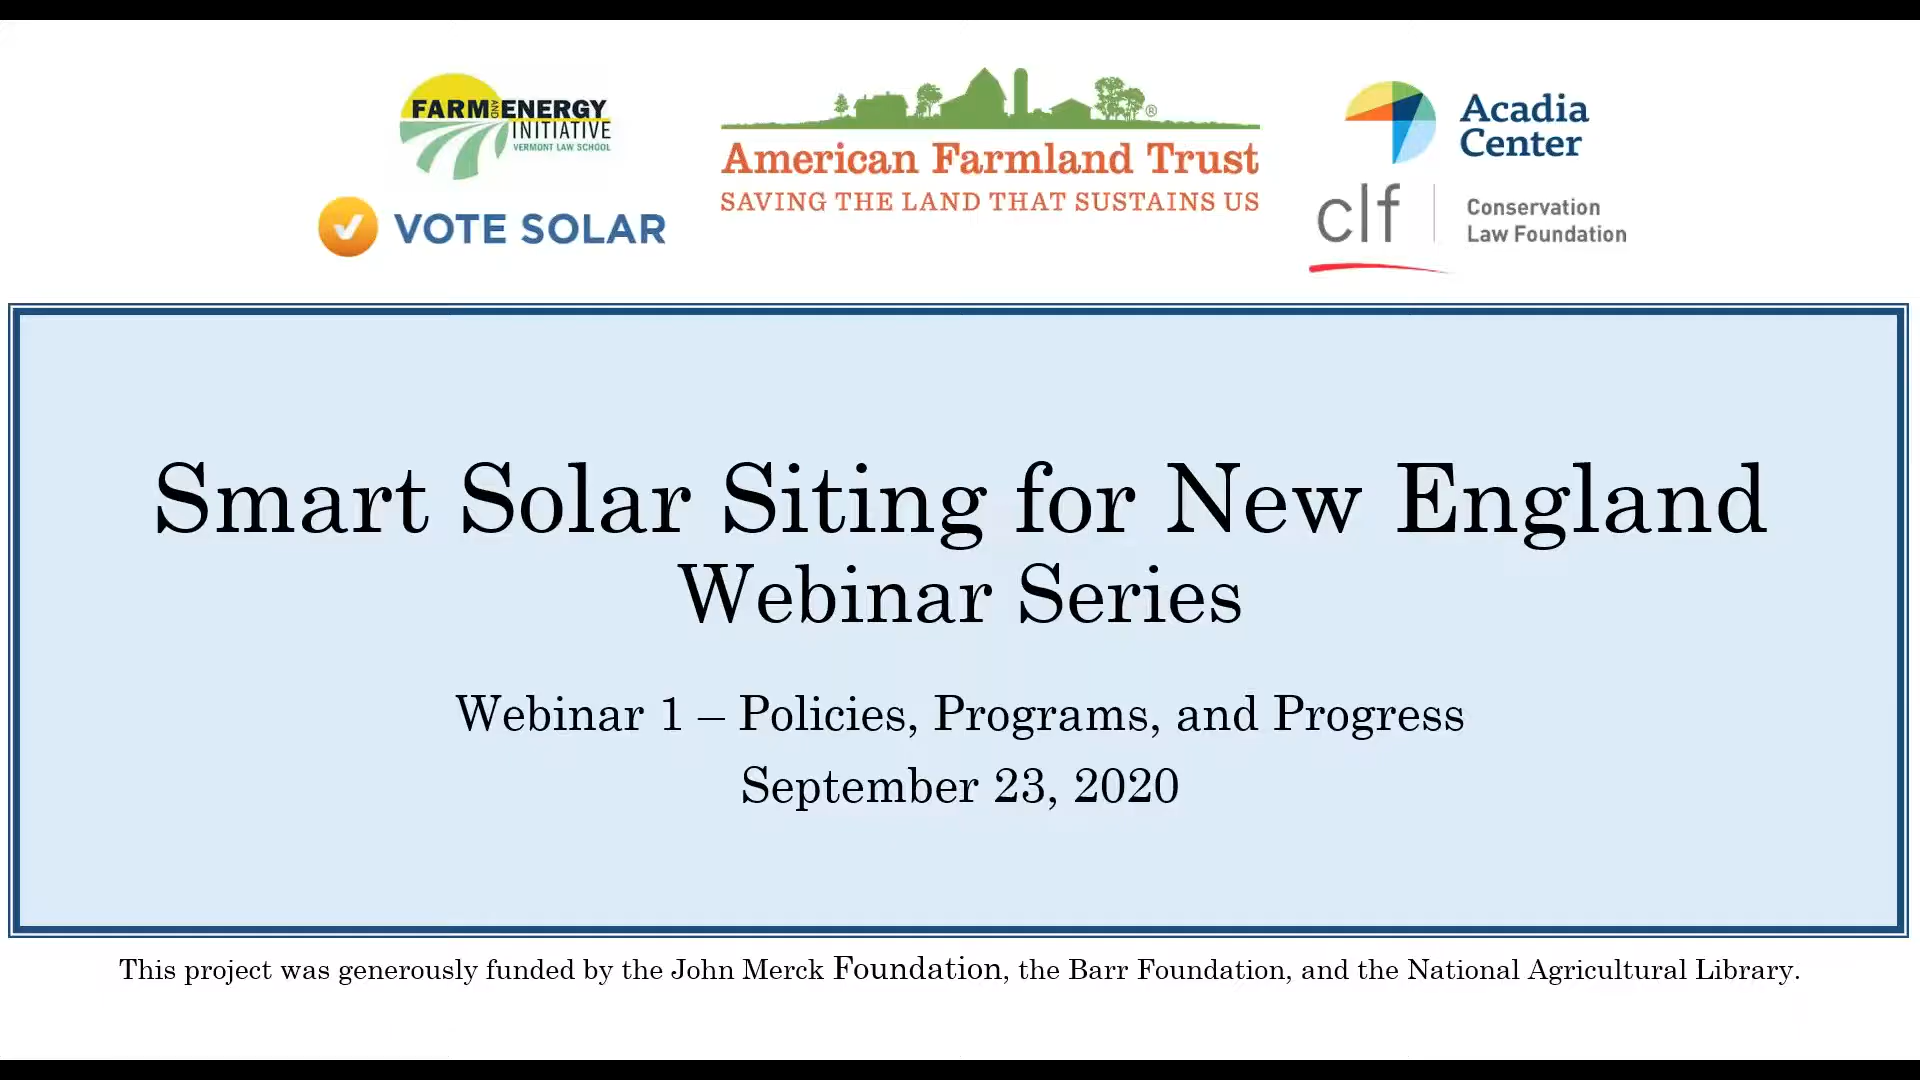 FARM AND ENERGY
INITIATIVE
VERMONT LAW SCHOOL
VOTE SOLAR
®
American Farmland Trust
SAVING THE LAND THAT SUSTAINS US
Acadia
Center
clf
Conservation
Law Foundation
Smart Solar Siting for New England
Webinar Series
Webinar 1 – Policies, Programs, and Progress
September 23, 2020
This project was generously funded by the John Merck Foundation, the Barr Foundation, and the National Agricultural Library.